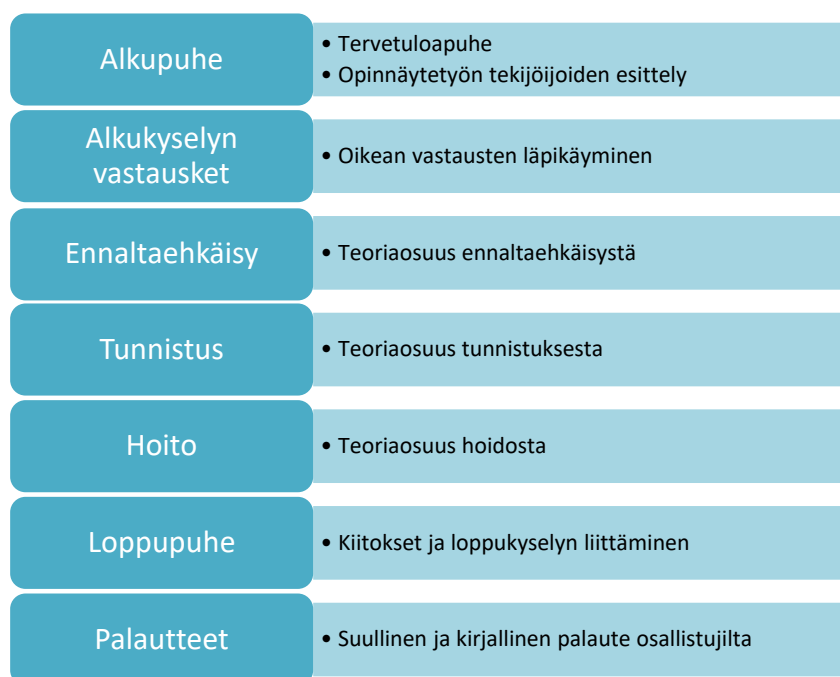 Alkupuhe
• Tervetuloapuhe
• Opinnäytetyön tekijöijoiden esittely
Alkukyselyn
vastausket
• Oikean vastausten läpikäyminen
Ennaltaehkäisy
• Teoriaosuus ennaltaehkäisystä
Tunnistus
• Teoriaosuus tunnistuksesta
Hoito
• Teoriaosuus hoidosta
Loppupuhe
• Kiitokset ja loppukyselyn liittäminen
Palautteet
• Suullinen ja kirjallinen palaute osallistujilta